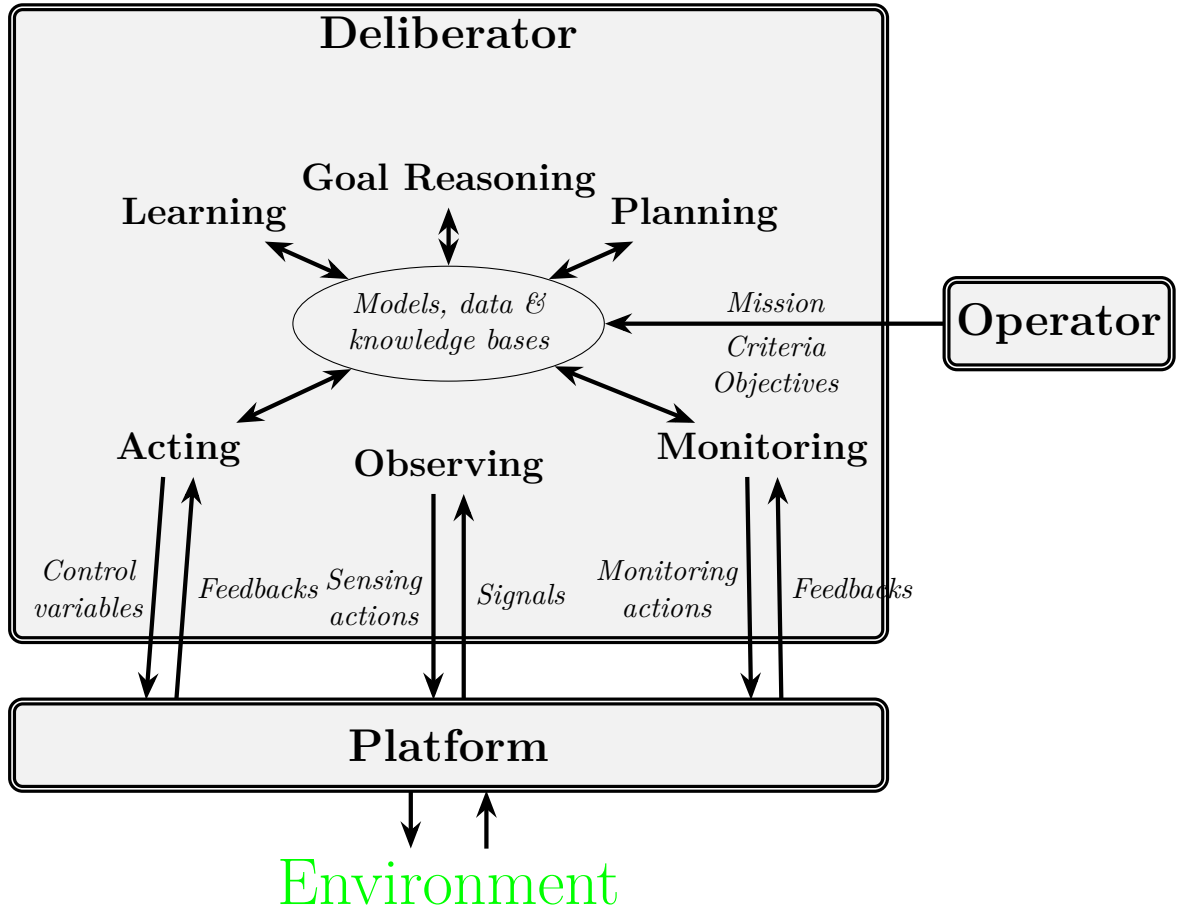 Deliberator
Goal Reasoning
Learning
Planning
Models, data &
knowledge bases
Mission
Criteria
Objectives
Operator
Acting
Observing
Monitoring
Control
variables
Feedbacks
Sensing
actions
Signals
Monitoring
actions
Feedbacks
Platform
Environment